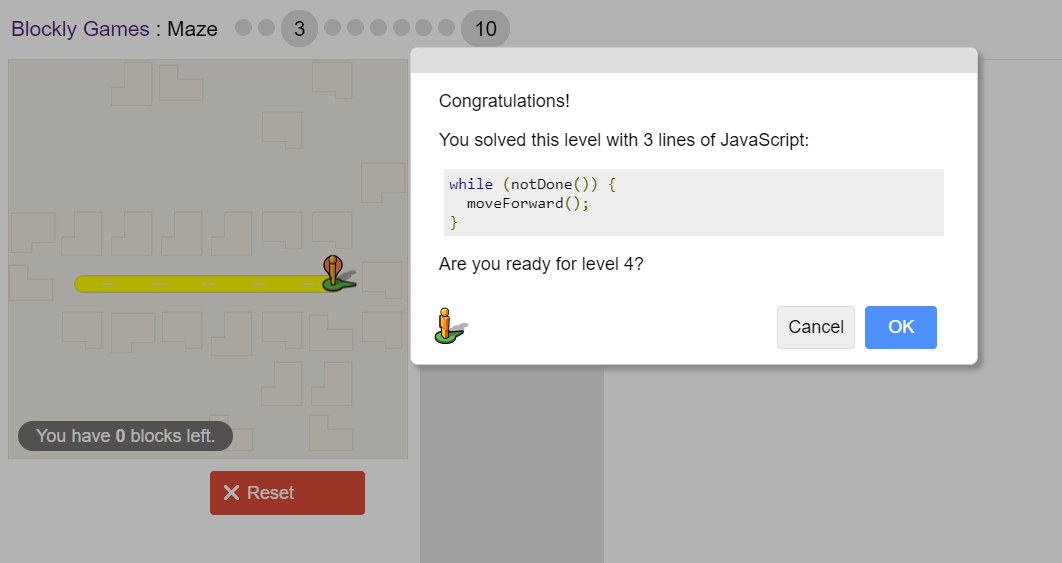 Blockly Games : Maze 3 10
Congratulations!
You solved this level with 3 lines of JavaScript:
while (notDone()) {
  moveForward();
}
Are you ready for level 4?
Cancel OK
You have 0 blocks left.
Reset